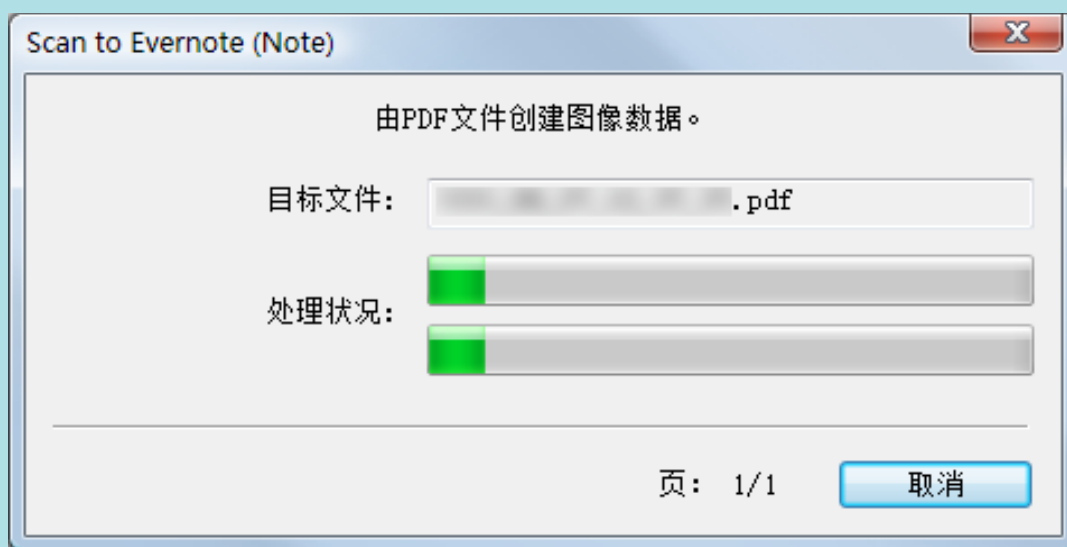 Scan to Evernote (Note)
由PDF文件创建图像数据。
目标文件： .pdf
处理状况：
页： 1/1 取消